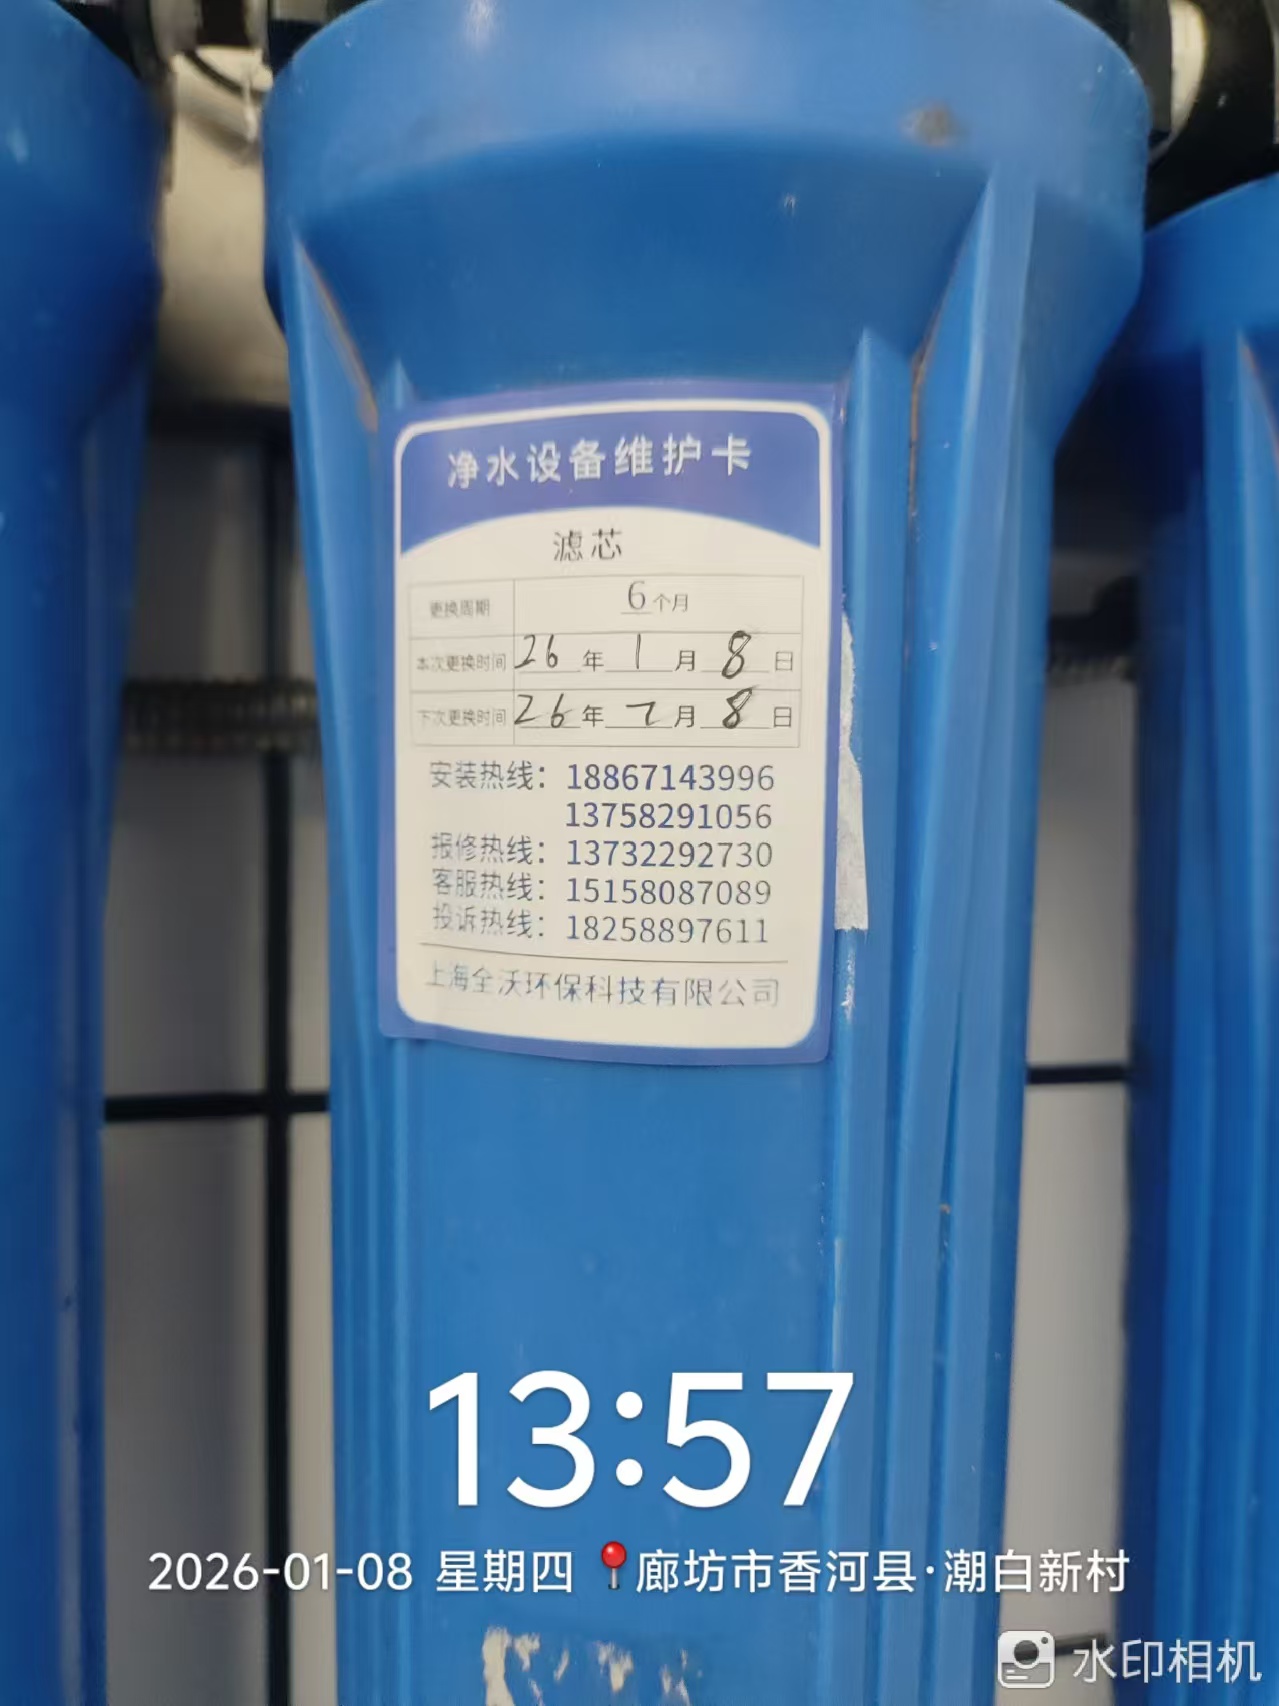 净水设备维护卡
滤芯
更换周期 6个月
本次更换时间 26年1月8日
下次更换时间 26年7月8日
安装热线：18867143996
13758291056
报修热线：13732292730
客服热线：15158087089
投诉热线：18258897611
上海全沃环保科技有限公司
13:57
2026-01-08 星期四 📍廊坊市香河县·潮白新村
水印相机